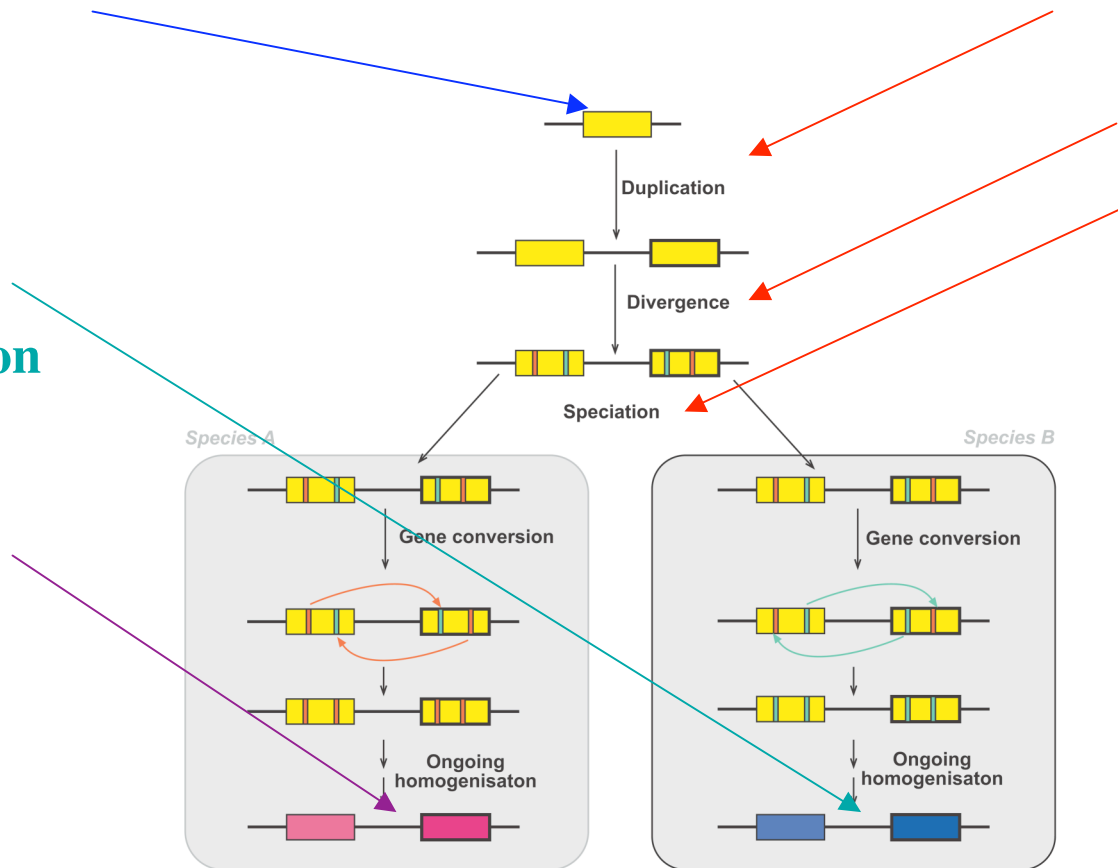 Duplication
Divergence
on
Speciation
Species A
Species B
Gene conversion
Gene conversion
Ongoing
homogenisaton
Ongoing
homogenisaton